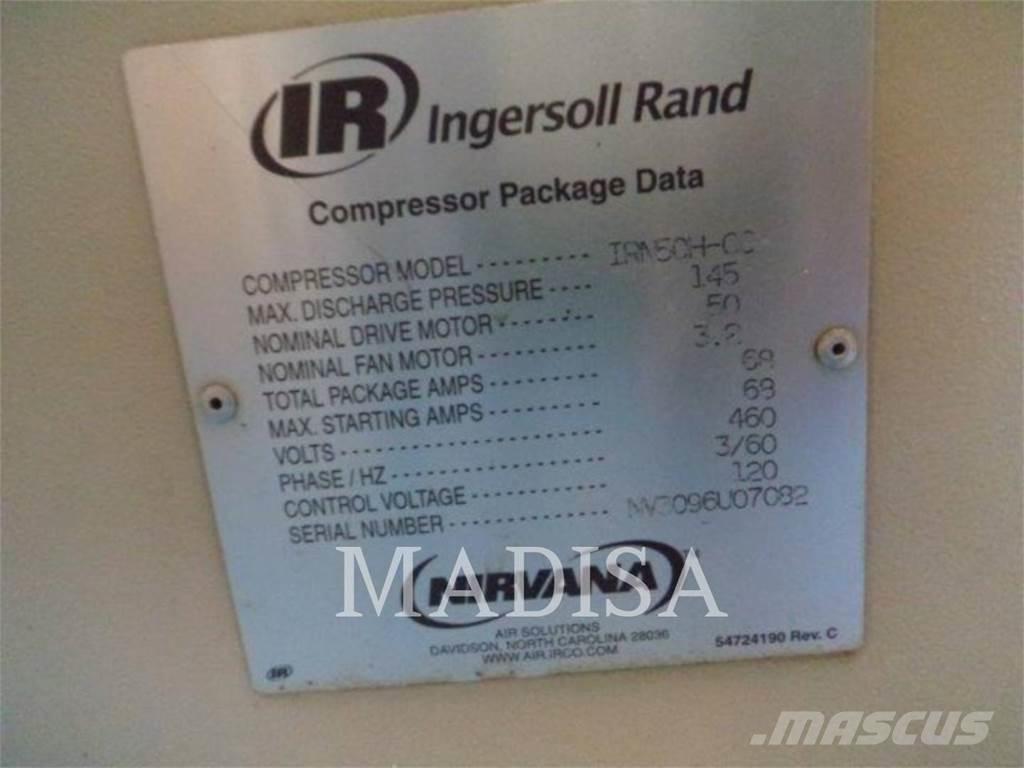 IR Ingersoll Rand
Compressor Package Data
COMPRESSOR MODEL ---------
MAX. DISCHARGE PRESSURE ---- 145
NOMINAL DRIVE MOTOR ------- 50
NOMINAL FAN MOTOR ---------
TOTAL PACKAGE AMPS ---------
MAX. STARTING AMPS ---------
VOLTS --------------------- 460
PHASE / HZ ----------------- 3/60
CONTROL VOLTAGE ---------- 120
SERIAL NUMBER ------------
MADISA
NIRVANA
AIR SOLUTIONS
DAVIDSON, NORTH CAROLINA 28036
WWW.AIR.IRCO.COM
54724190 Rev. C
IR
MASCUS